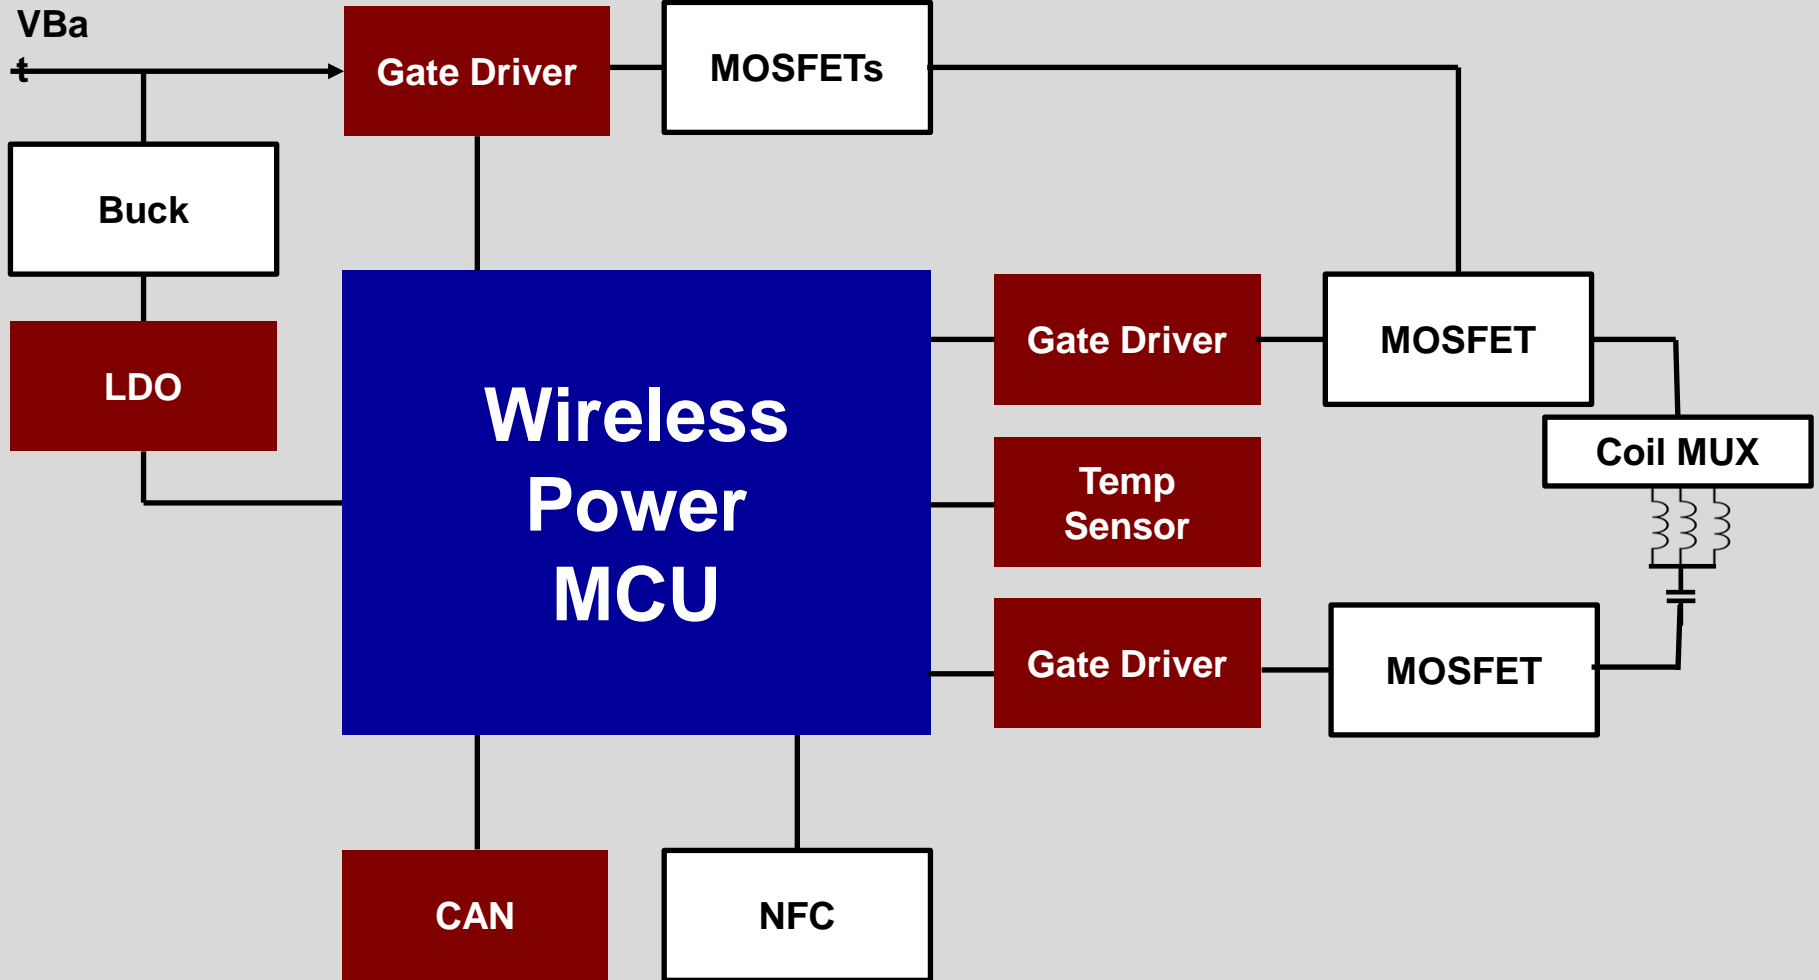 VBa
t
Gate Driver
MOSFETs
Buck
LDO
Wireless
Power
MCU
Gate Driver
MOSFET
Coil MUX
Temp
Sensor
Gate Driver
MOSFET
CAN
NFC